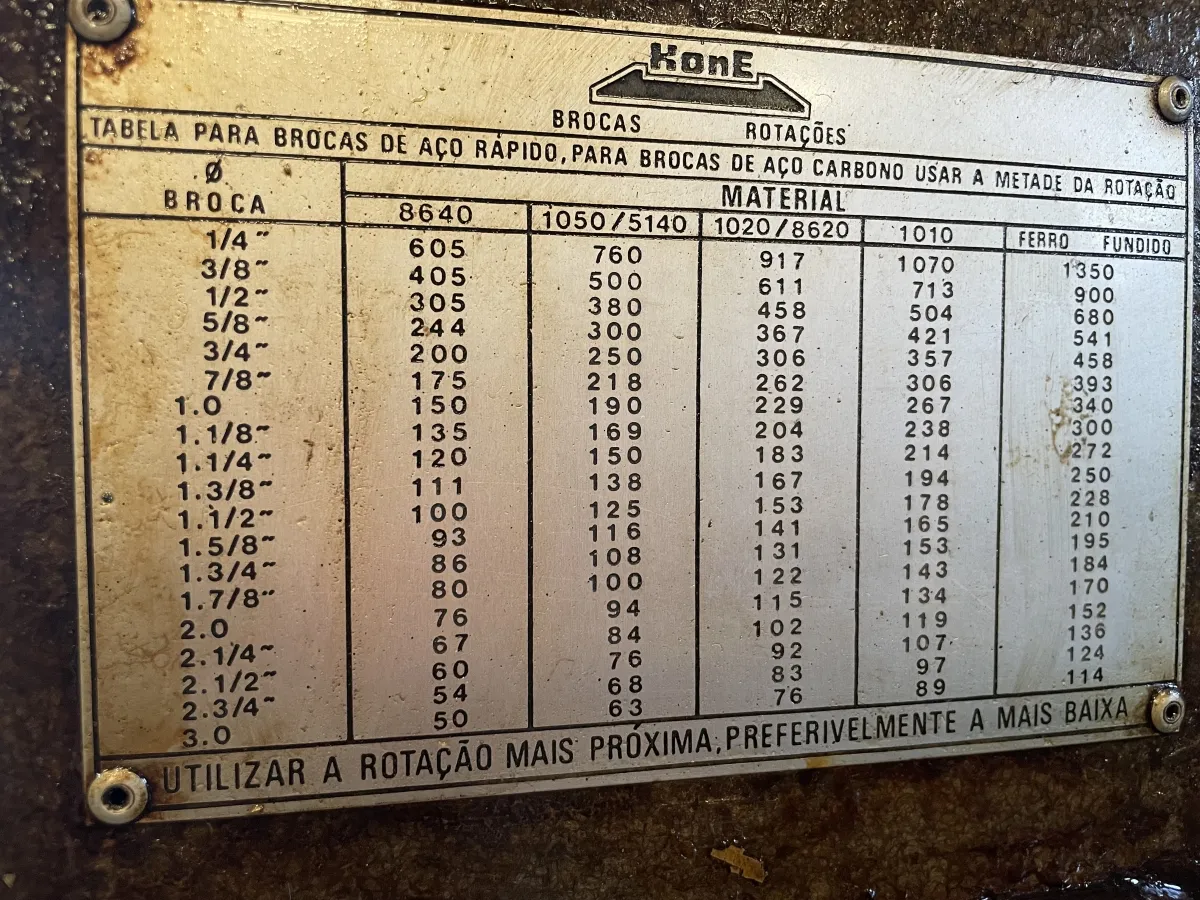 KonE
BROCAS ROTAÇÕES
TABELA PARA BROCAS DE AÇO RÁPIDO, PARA BROCAS DE AÇO CARBONO USAR A METADE DA ROTAÇÃO
Ø BROCA MATERIAL
8640 1050/5140 1020/8620 1010 FERRO FUNDIDO
1/4" 605 760 917 1070 1350
3/8" 405 500 611 713 900
1/2" 305 380 458 504 680
5/8" 244 300 367 421 541
3/4" 200 250 306 357 458
7/8" 175 218 262 306 393
1.0 150 190 229 267 340
1.1/8" 135 169 204 238 300
1.1/4" 120 150 183 214 272
1.3/8" 111 138 167 194 250
1.1/2" 100 125 153 178 228
1.5/8" 93 116 141 165 210
1.3/4" 86 108 131 153 195
1.7/8" 80 100 122 143 184
2.0 76 94 115 134 170
2.1/4" 67 84 102 119 152
2.1/2" 60 76 92 107 136
2.3/4" 54 68 83 97 124
3.0 50 63 76 89 114
UTILIZAR A ROTAÇÃO MAIS PRÓXIMA, PREFERIVELMENTE A MAIS BAIXA